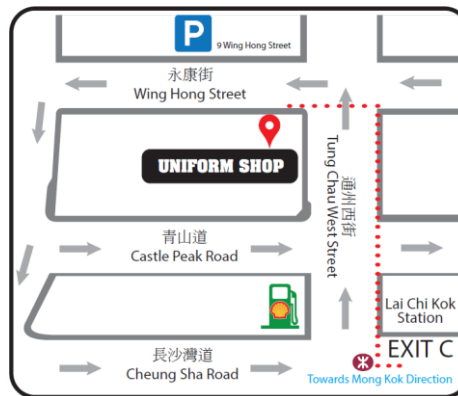 P
9 Wing Hong Street
永康街
Wing Hong Street
UNIFORM SHOP
通州西街
Tung Chau West Street
青山道
Castle Peak Road
Lai Chi Kok
Station
EXIT C
長沙灣道
Cheung Sha Road
Towards Mong Kok Direction